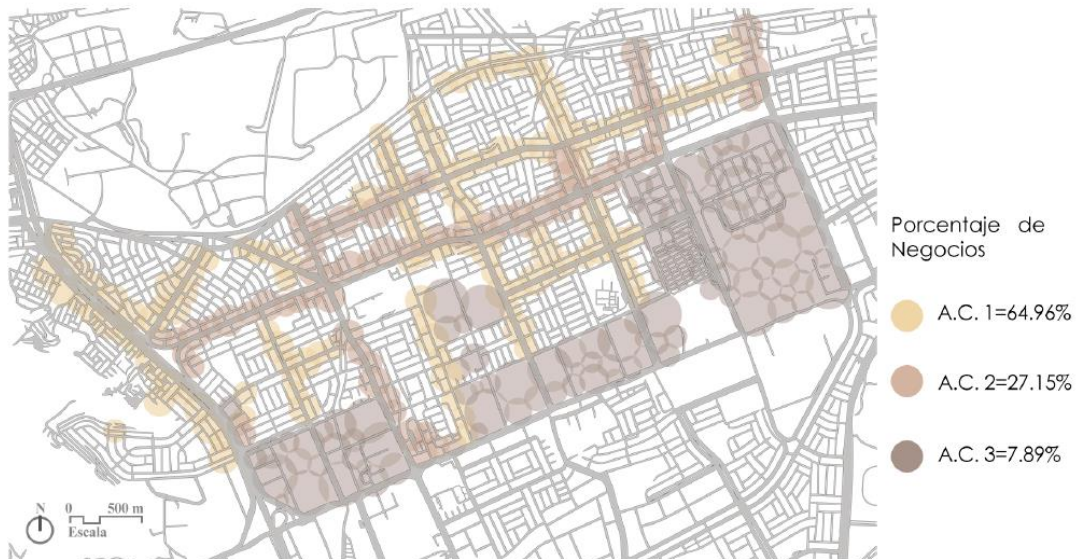 Porcentaje de
Negocios
A.C. 1=64.96%
A.C. 2=27.15%
A.C. 3=7.89%
N
0 500 m
Escala